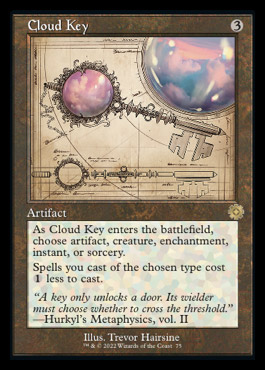 Cloud Key 3
Artifact
As Cloud Key enters the battlefield,
choose artifact, creature, enchantment,
instant, or sorcery.
Spells you cast of the chosen type cost
1 less to cast.
“A key only unlocks a door. Its wielder
must choose whether to cross the threshold.”
—Hurkyl's Metaphysics, vol. II
Illus. Trevor Hairsine
™ & © 2022 Wizards of the Coast 75